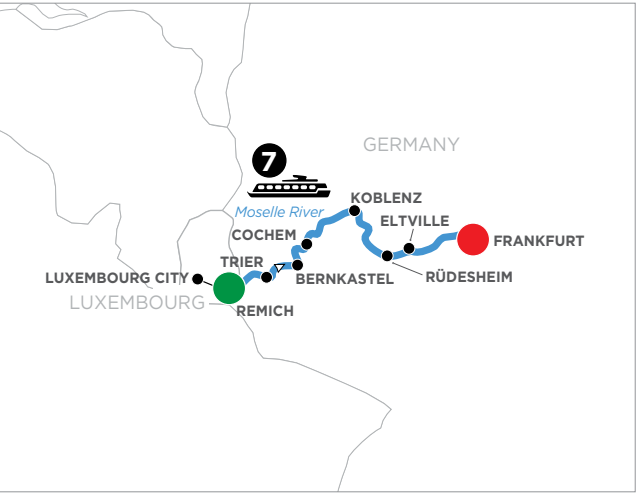 7
GERMANY
Moselle River
KOBLENZ
ELTVILLE
COCHEM
FRANKFURT
TRIER
LUXEMBOURG CITY
BERNKASTEL
RÜDESHEIM
LUXEMBOURG
REMICH